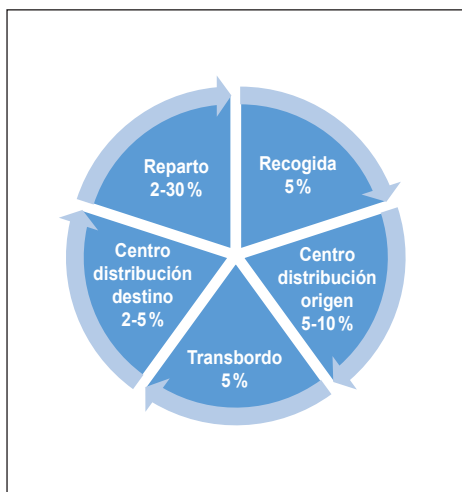 Recogida
5%
Centro
distribución
origen
5-10%
Transbordo
5%
Centro
distribución
destino
2-5%
Reparto
2-30%